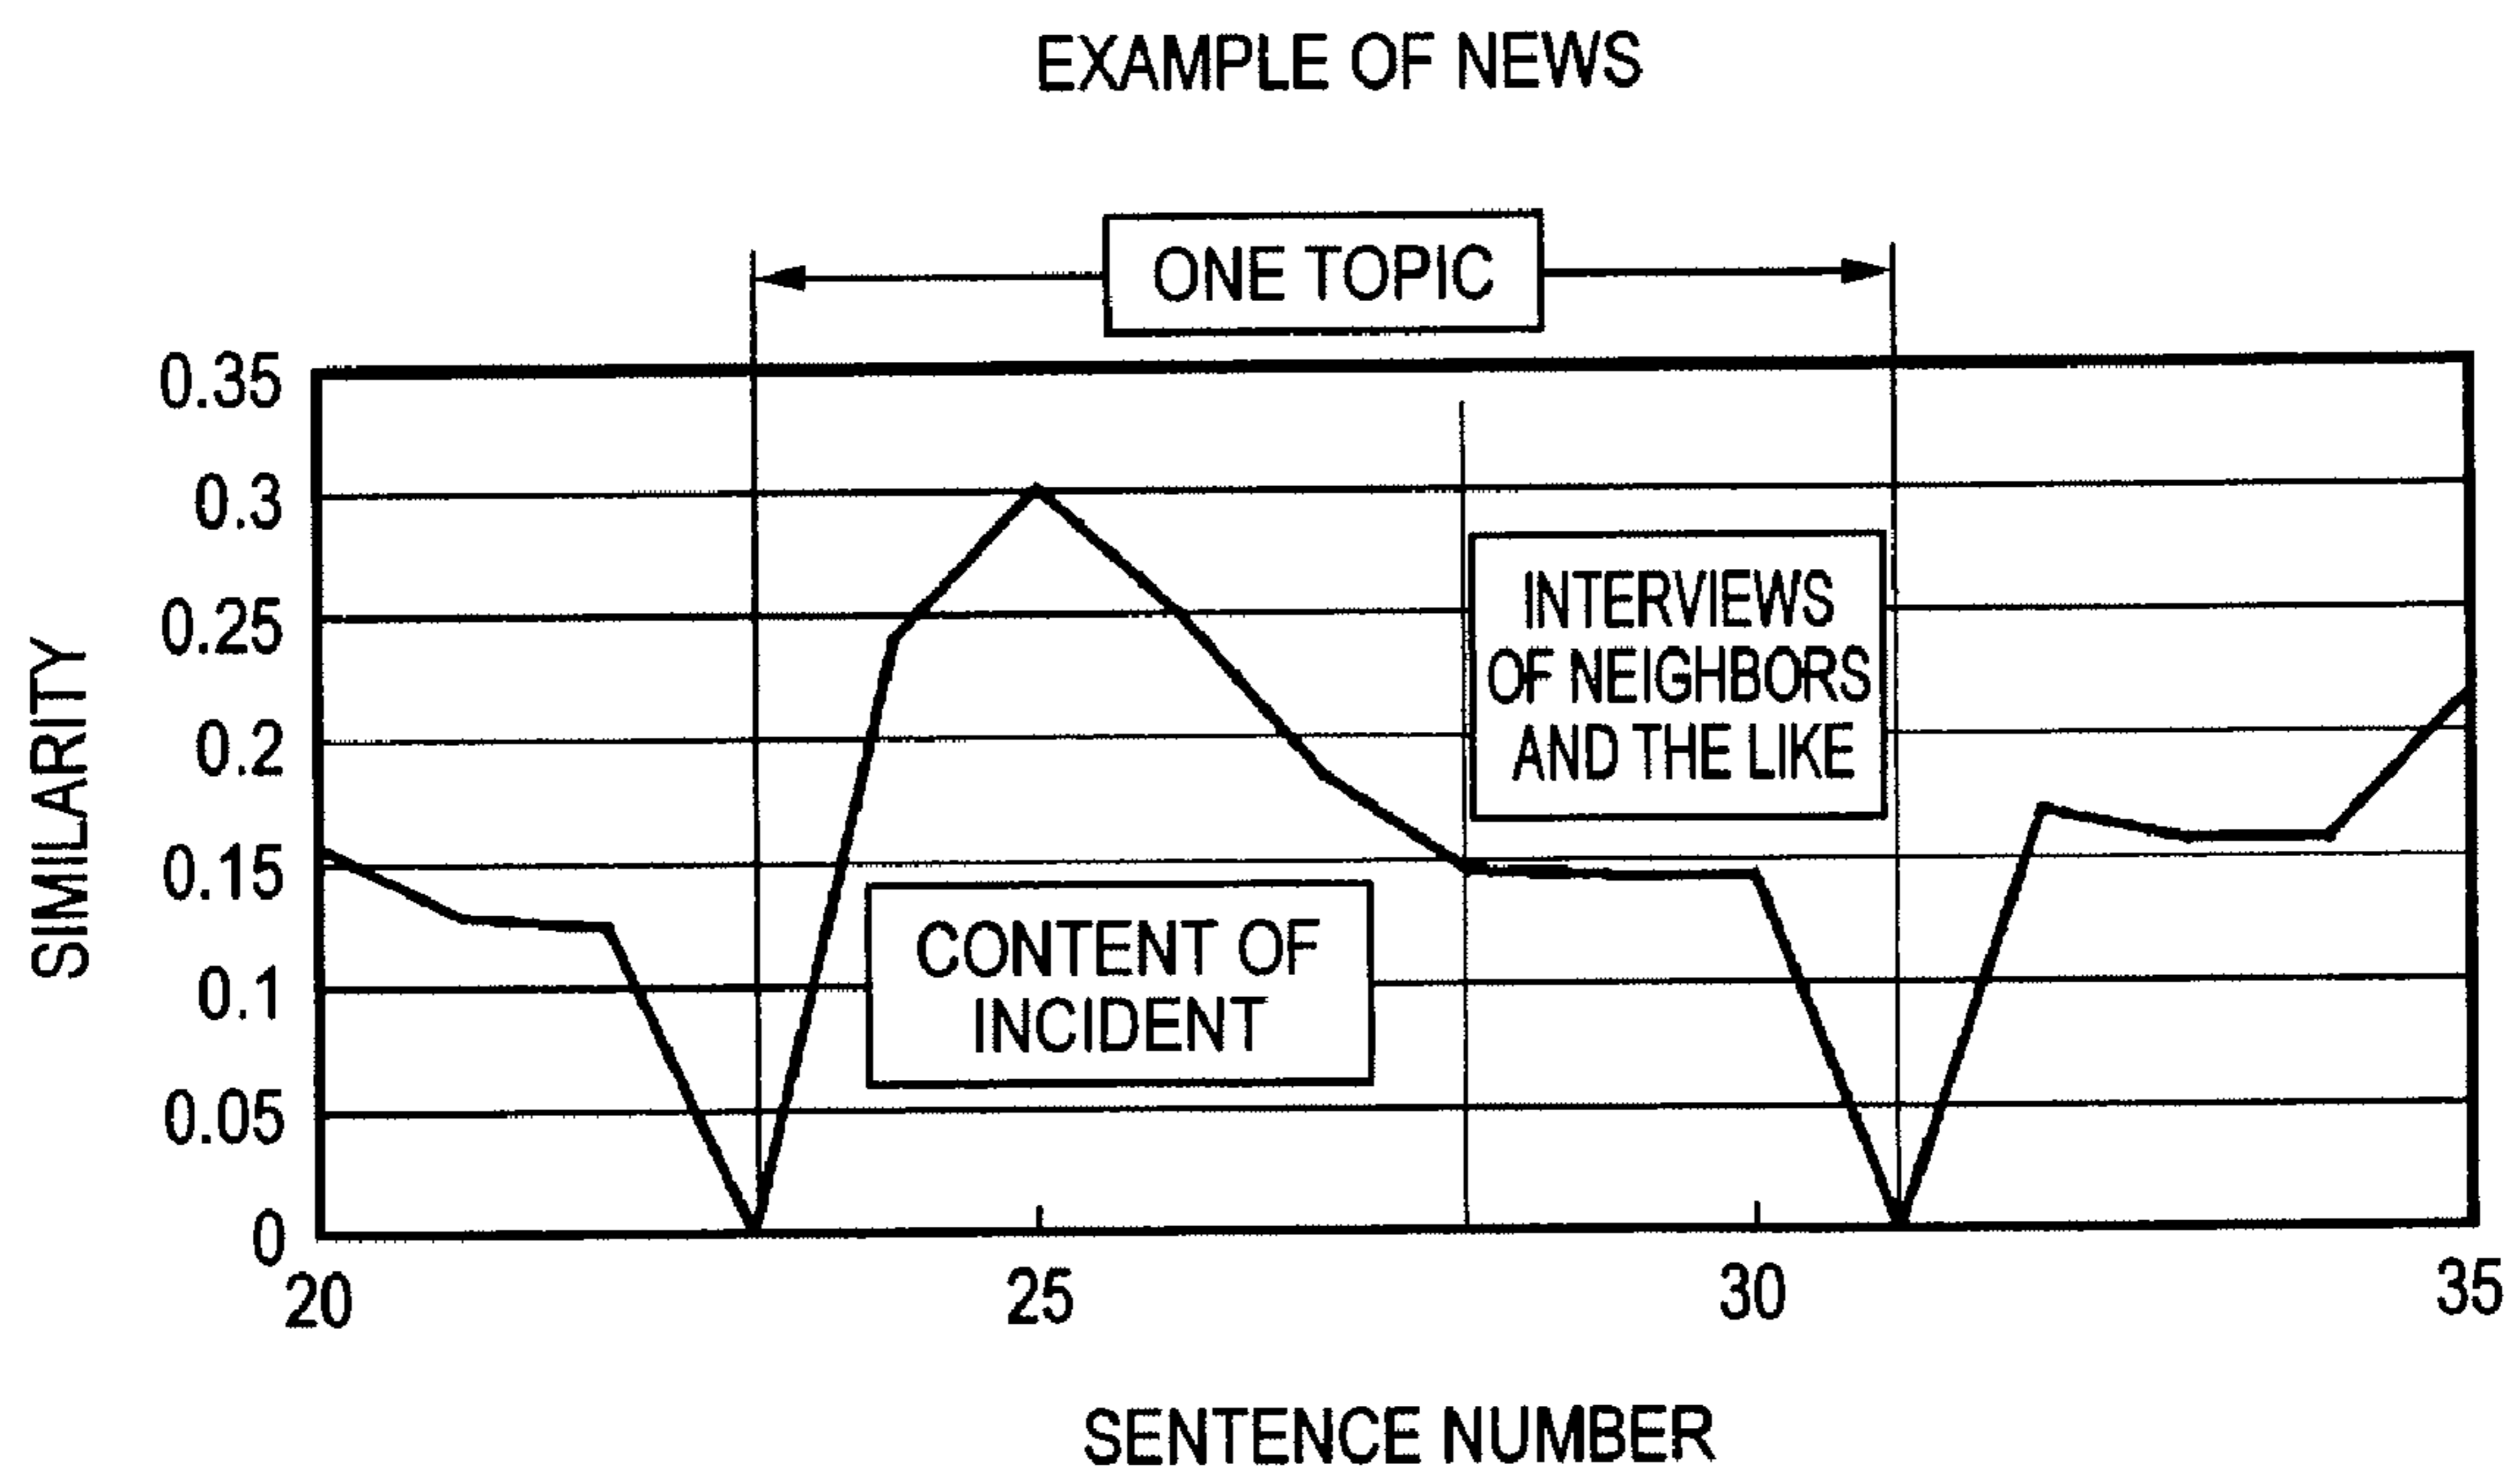 EXAMPLE OF NEWS
ONE TOPIC
0.35
0.3
0.25
0.2
0.15
0.1
0.05
0
SIMILARITY
INTERVIEWS
OF NEIGHBORS
AND THE LIKE
CONTENT OF
INCIDENT
20
25
30
35
SENTENCE NUMBER